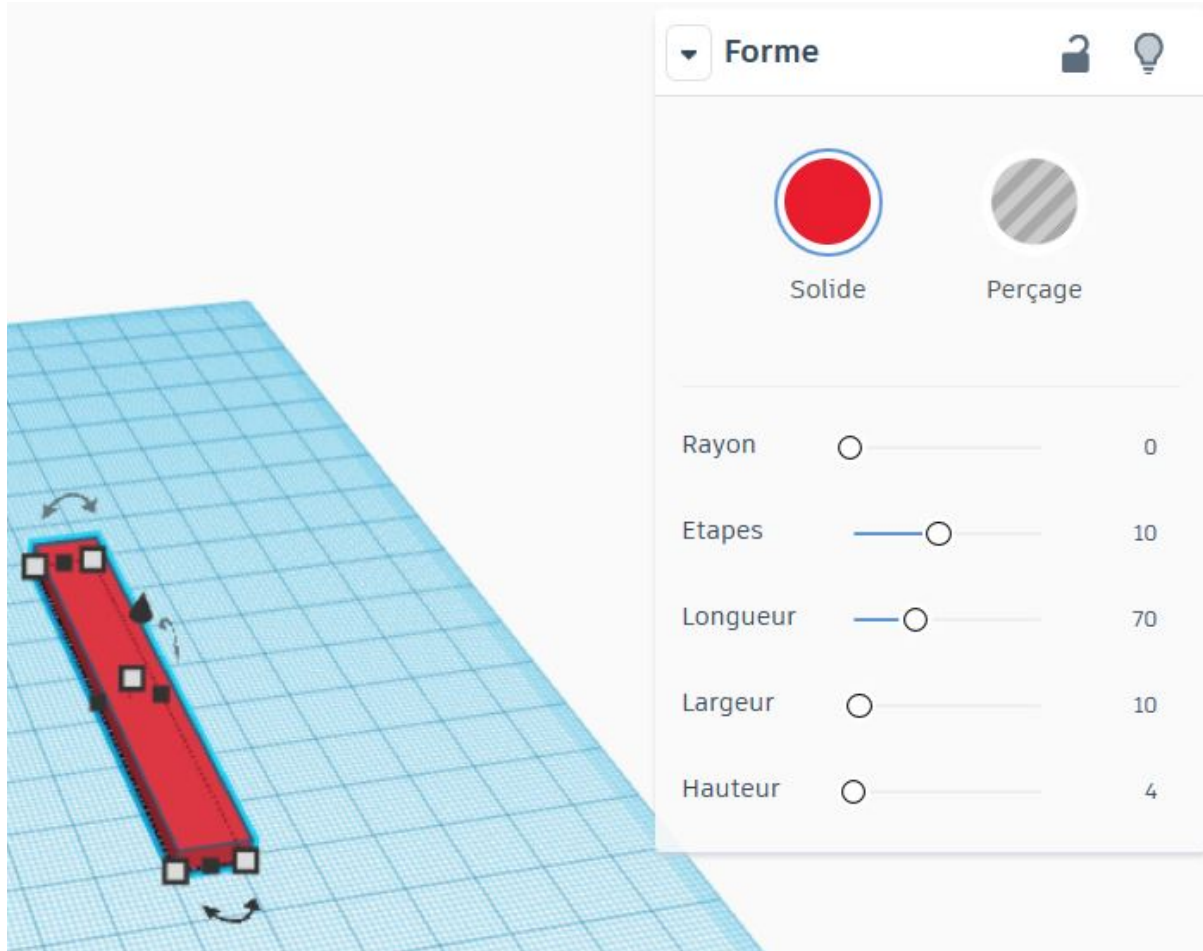 Forme
Solide Perçage
Rayon 0
Etapes 10
Longueur 70
Largeur 10
Hauteur 4